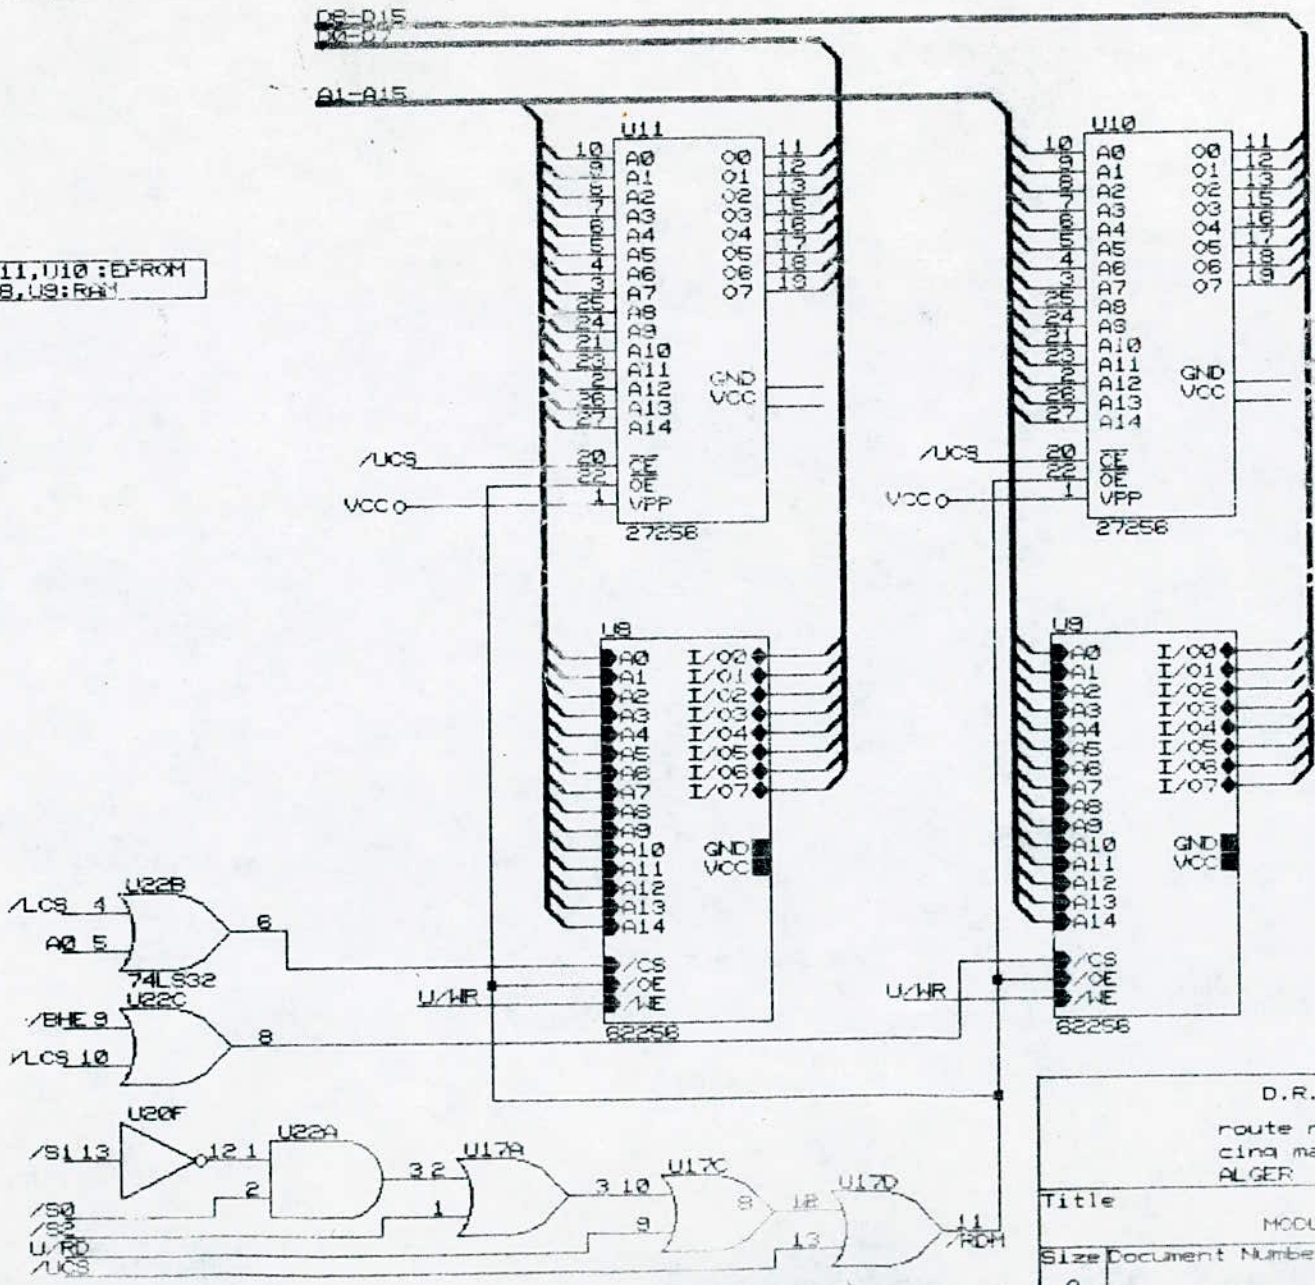 D8-D15
D0-D7
A1-A15
U11
10 A0 O0 11
9 A1 O1 12
8 A2 O2 13
7 A3 O3 15
6 A4 O4 16
5 A5 O5 17
4 A6 O6 18
3 A7 O7 19
25 A8
24 A9
21 A10
23 A11
2 A12 GND
26 A13 VCC
27 A14
/UCS 20 CE
22 OE
VCC 1 VPP
27256
U10
10 A0 O0 11
9 A1 O1 12
8 A2 O2 13
7 A3 O3 15
6 A4 O4 16
5 A5 O5 17
4 A6 O6 18
3 A7 O7 19
25 A8
24 A9
21 A10
23 A11
2 A12 GND
26 A13 VCC
27 A14
/UCS 20 CE
22 OE
VCC 1 VPP
27256
11,U10 :EPROM
8,U9:RAM
U8
A0 I/O0
A1 I/O1
A2 I/O2
A3 I/O3
A4 I/O4
A5 I/O5
A6 I/O6
A7 I/O7
A8
A9
A10 GND
A11 VCC
A12
A13
A14
/CS
/OE
U/WR /WE
62256
U9
A0 I/O0
A1 I/O1
A2 I/O2
A3 I/O3
A4 I/O4
A5 I/O5
A6 I/O6
A7 I/O7
A8
A9
A10 GND
A11 VCC
A12
A13
A14
/CS
/OE
U/WR /WE
62256
U22B
/LCS 4
6
A0 5
74LS32
U22C
/BHE 9
8
/LCS 10
U20F
/S1 13 12
U22A
1
2
3
U17A
2
1
3
U17C
10
9
8
U17D
12
13
11
/RDM
/S0
/S2
U/RD
/UCS
D.R.
route n
cinq ma
ALGER
Title
MODU
Size Document Numbe